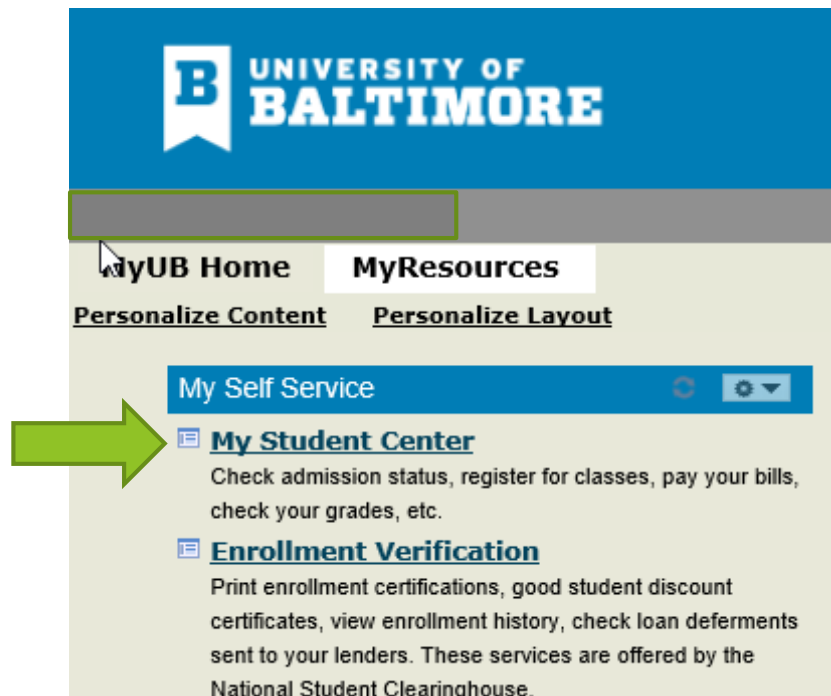 B UNIVERSITY OF
BALTIMORE
MyUB Home MyResources
Personalize Content Personalize Layout
My Self Service
My Student Center
Check admission status, register for classes, pay your bills,
check your grades, etc.
Enrollment Verification
Print enrollment certifications, good student discount
certificates, view enrollment history, check loan deferments
sent to your lenders. These services are offered by the
National Student Clearinghouse.